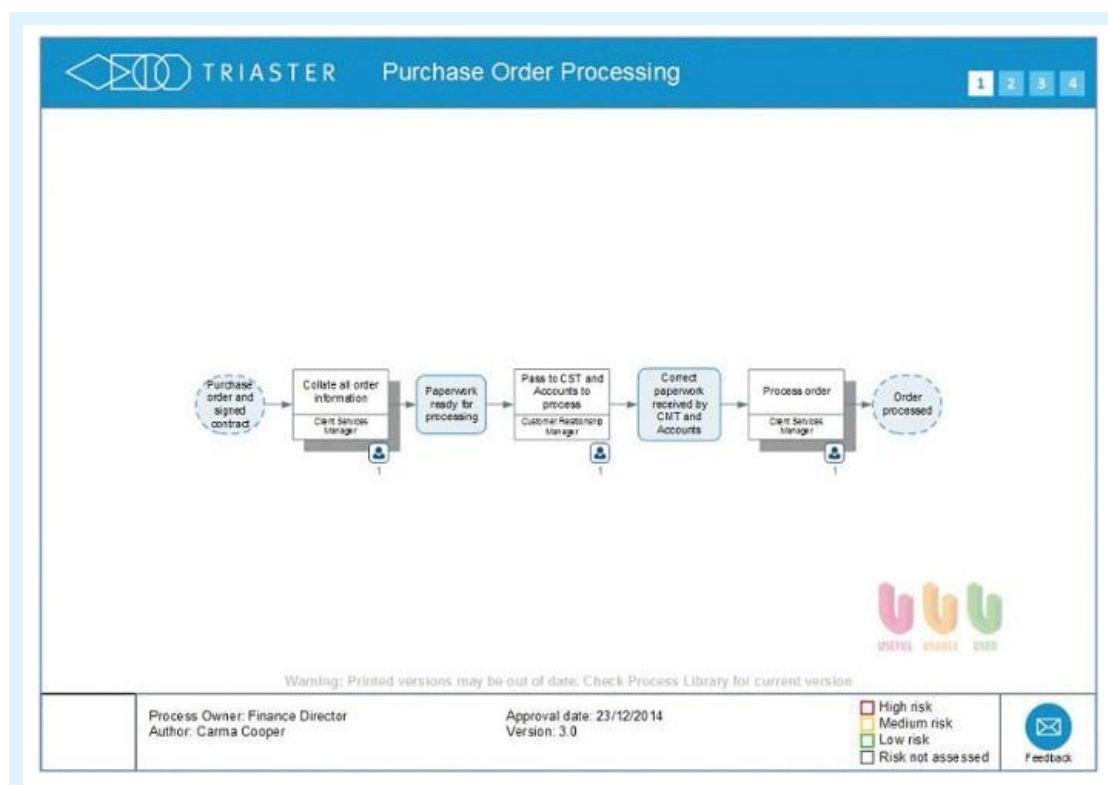 TRIASTER
Purchase Order Processing
1 2 3 4
Purchase
order and
signed
contract
Collate all order
information
Client Services
Manager
1
Paperwork
ready for
processing
Pass to CST and
Accounts to
process
Customer Relationship
Manager
1
Correct
paperwork
received by
CMT and
Accounts
Process order
Client Services
Manager
1
Order
processed
USEFUL USABLE USED
Warning: Printed versions may be out of date. Check Process Library for current version
Process Owner: Finance Director
Author: Carma Cooper
Approval date: 23/12/2014
Version: 3.0
High risk
Medium risk
Low risk
Risk not assessed
Feedback